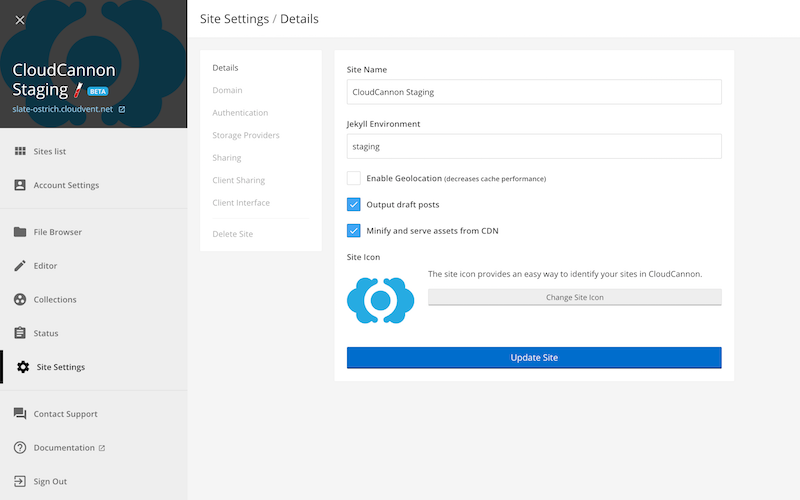 CloudCannon
Staging BETA
slate-ostrich.cloudvent.net
Sites list
Account Settings
File Browser
Editor
Collections
Status
Site Settings
Contact Support
Documentation
Sign Out
Site Settings / Details
Details
Domain
Authentication
Storage Providers
Sharing
Client Sharing
Client Interface
Delete Site
Site Name
CloudCannon Staging
Jekyll Environment
staging
Enable Geolocation (decreases cache performance)
Output draft posts
Minify and serve assets from CDN
Site Icon
The site icon provides an easy way to identify your sites in CloudCannon.
Change Site Icon
Update Site